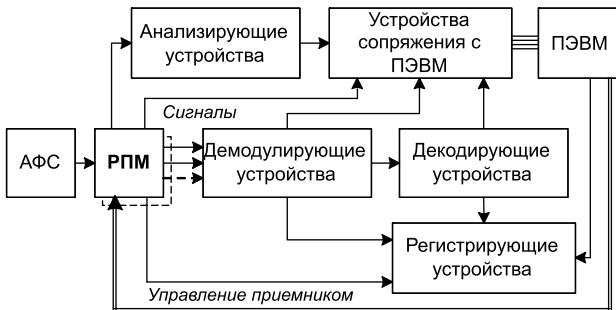 Анализирующие
устройства
Устройства
сопряжения с
ПЭВМ
ПЭВМ
Сигналы
АФС
РПМ
Демодулирующие
устройства
Декодирующие
устройства
Регистрирующие
устройства
Управление приемником